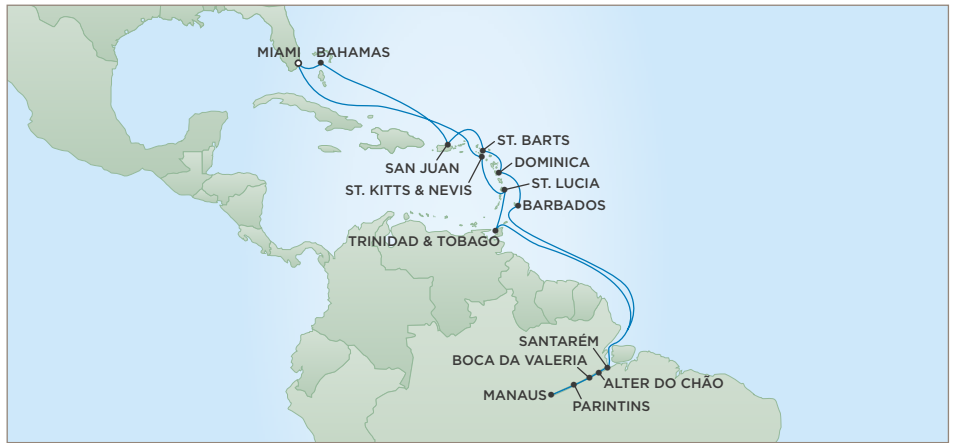 MIAMI
BAHAMAS
ST. BARTS
DOMINICA
SAN JUAN
ST. LUCIA
ST. KITTS & NEVIS
BARBADOS
TRINIDAD & TOBAGO
SANTARÉM
BOCA DA VALERIA
ALTER DO CHÃO
MANAUS
PARINTINS